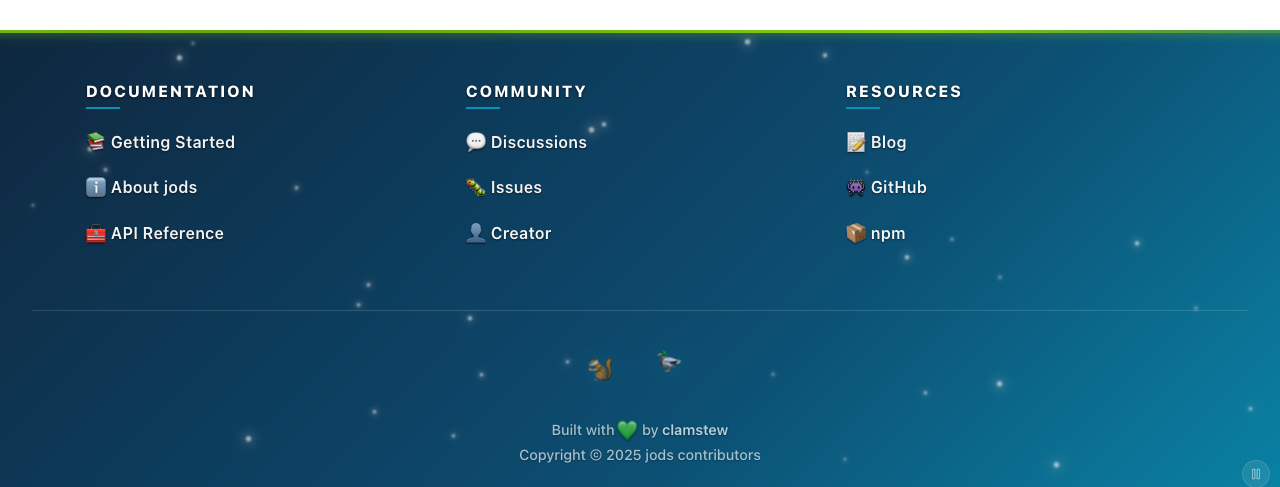 DOCUMENTATION
Getting Started
About jods
API Reference
COMMUNITY
Discussions
Issues
Creator
RESOURCES
Blog
GitHub
npm
Built with 💚 by clamstew
Copyright © 2025 jods contributors